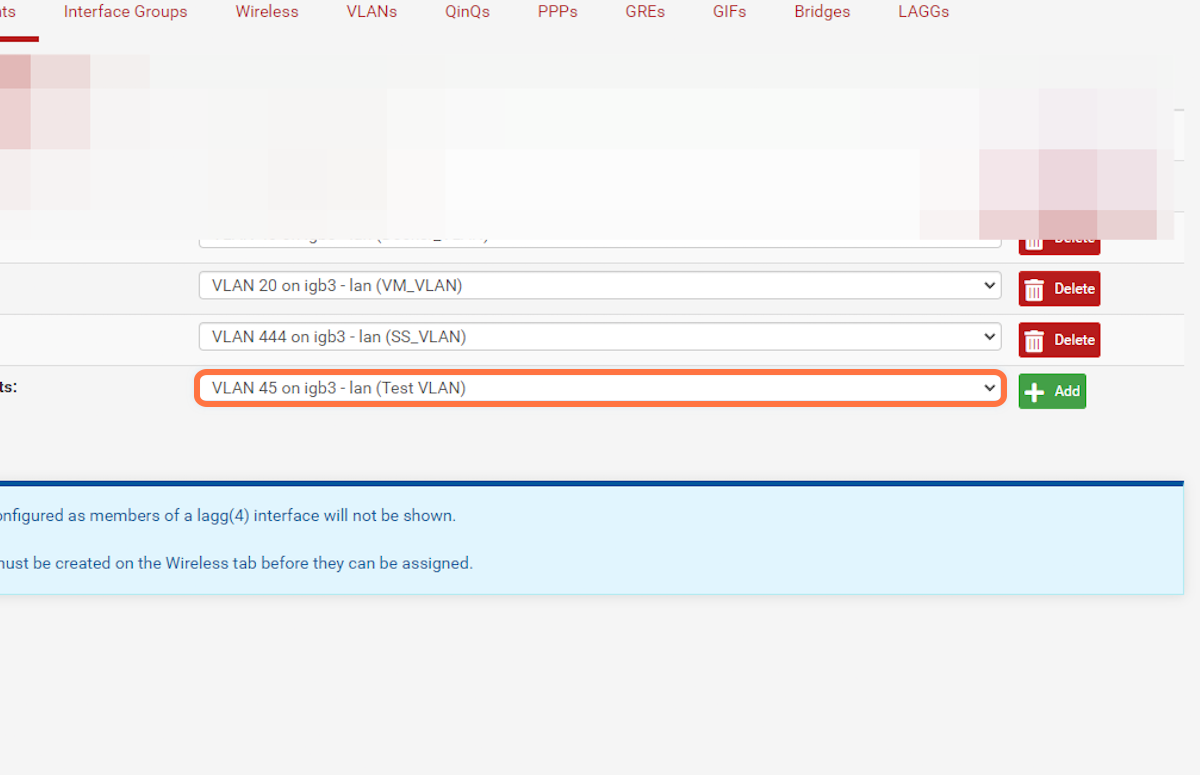 ts Interface Groups Wireless VLANs QinQs PPPs GREs GIFs Bridges LAGGs
Delete
VLAN 20 on igb3 - lan (VM_VLAN) Delete
VLAN 444 on igb3 - lan (SS_VLAN) Delete
ts: VLAN 45 on igb3 - lan (Test VLAN) Add
onfigured as members of a lagg(4) interface will not be shown.
nust be created on the Wireless tab before they can be assigned.